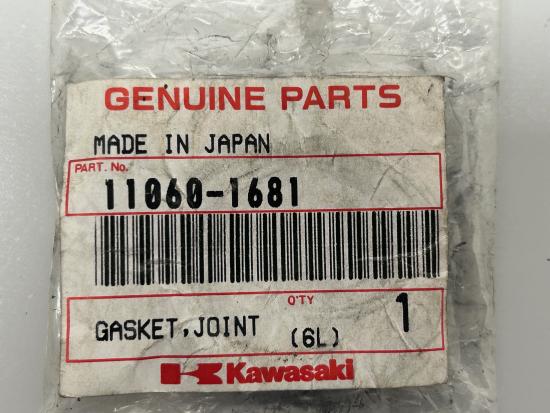 GENUINE PARTS
MADE IN JAPAN
PART. No.
11060-1681
Q'TY
GASKET,JOINT (6L) 1
Kawasaki